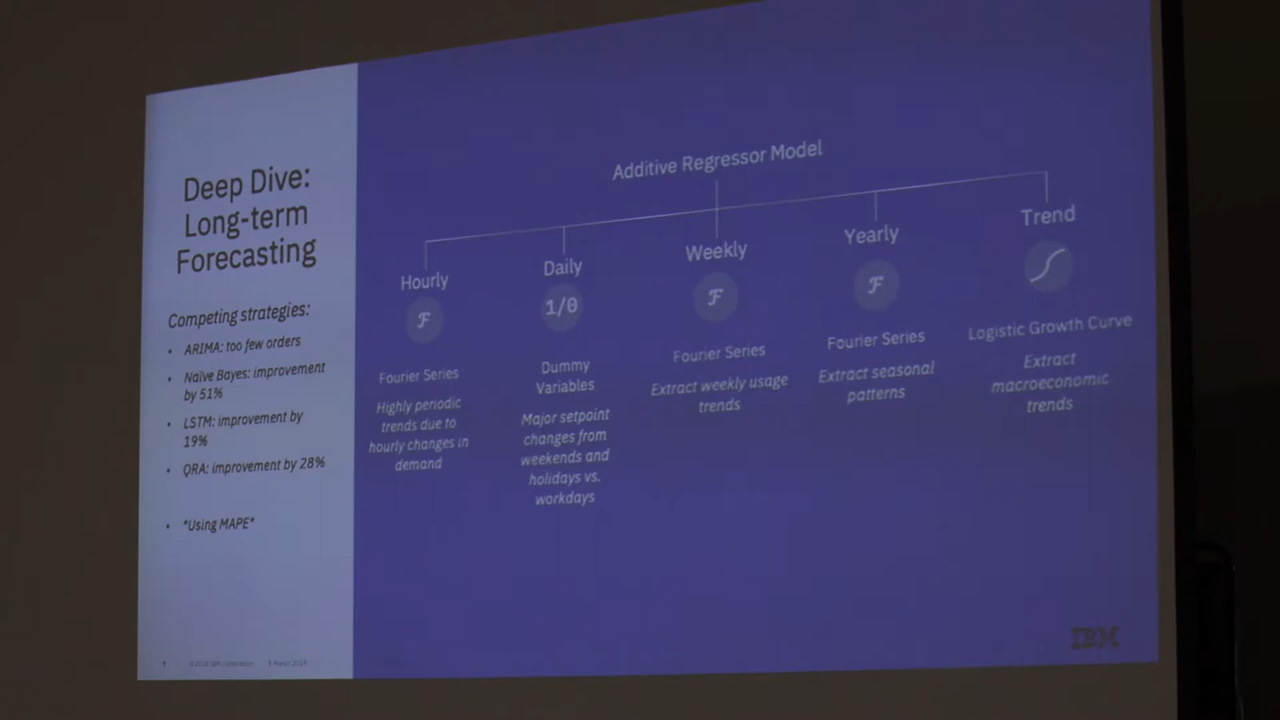 Deep Dive:
Long-term
Forecasting
Competing strategies:
• ARIMA: too few orders
• Naïve Bayes: improvement
by 51%
• LSTM: improvement by
19%
• QRA: improvement by 28%
• *Using MAPE*
Additive Regressor Model
Hourly
F
Fourier Series
Highly periodic
trends due to
hourly changes in
demand
Daily
1/0
Dummy
Variables
Major setpoint
changes from
weekends and
holidays vs.
workdays
Weekly
F
Fourier Series
Extract weekly usage
trends
Yearly
F
Fourier Series
Extract seasonal
patterns
Trend
Logistic Growth Curve
Extract
macroeconomic
trends
IBM